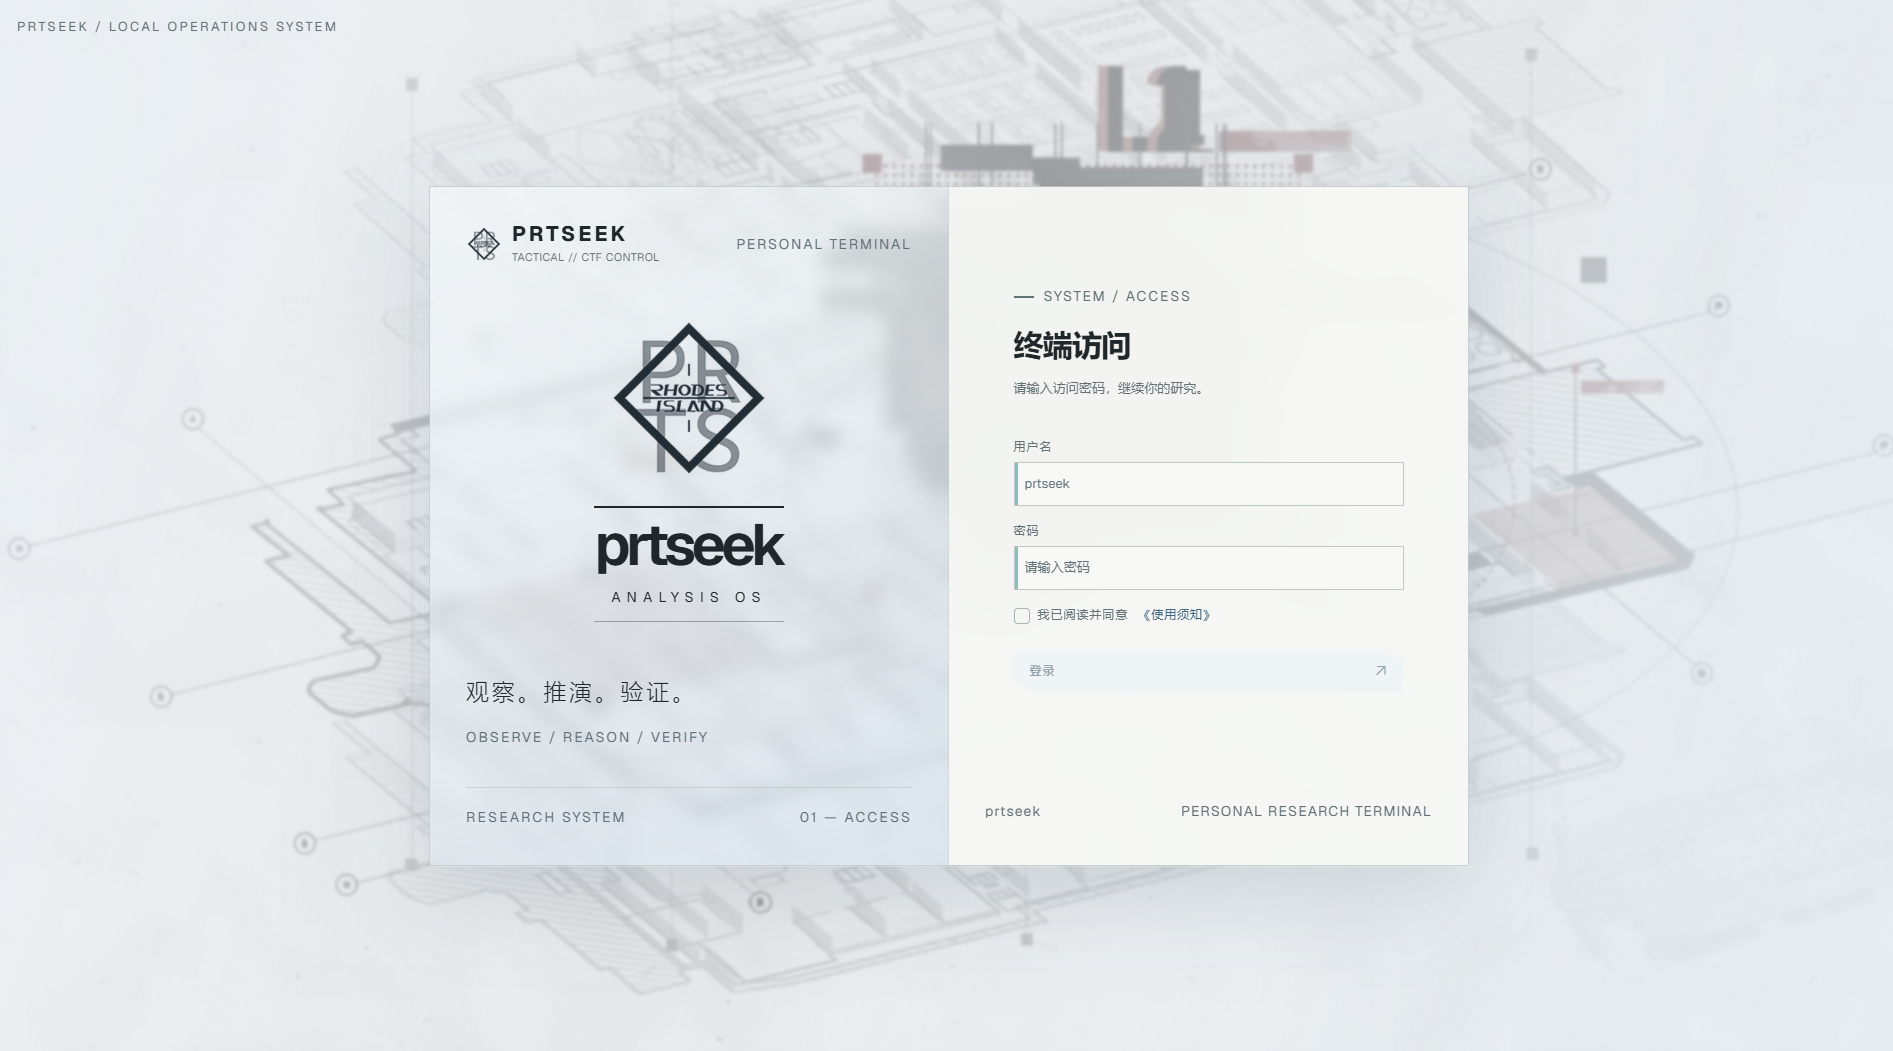 PRTSEEK / LOCAL OPERATIONS SYSTEM
L1
PRTSEEK
TACTICAL // CTF CONTROL
PERSONAL TERMINAL
PRTS
RHODES
ISLAND
prtseek
ANALYSIS OS
观察。推演。验证。
OBSERVE / REASON / VERIFY
RESEARCH SYSTEM
01 — ACCESS
— SYSTEM / ACCESS
终端访问
请输入访问密码，继续你的研究。
用户名
prtseek
密码
请输入密码
我已阅读并同意 《使用须知》
登录
prtseek
PERSONAL RESEARCH TERMINAL